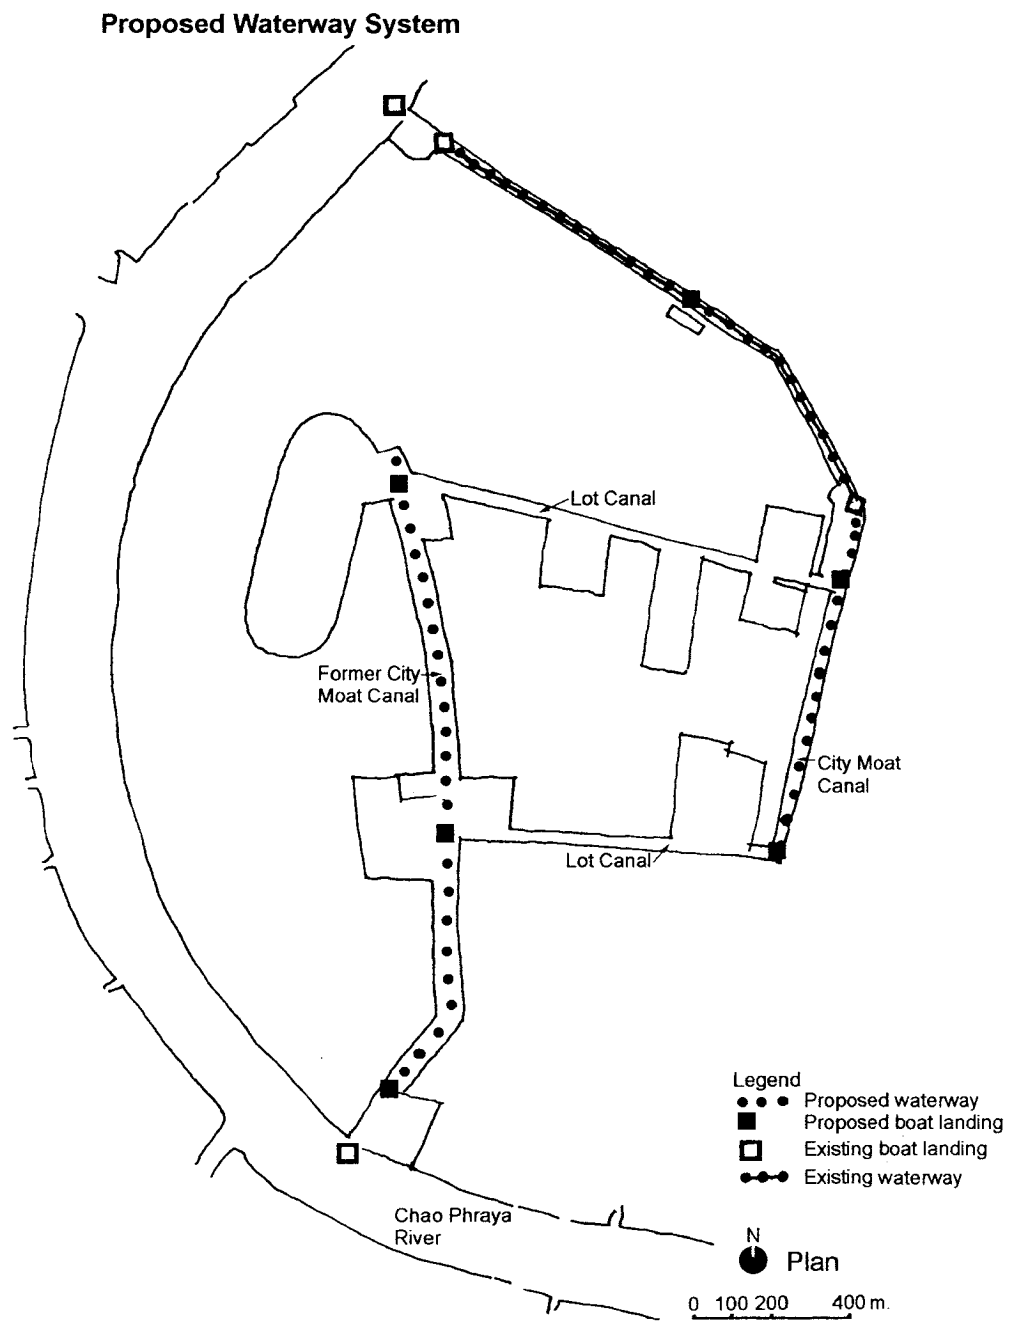 Proposed Waterway System
Lot Canal
Former City
Moat Canal
City Moat
Canal
Lot Canal
Legend
Proposed waterway
Proposed boat landing
Existing boat landing
Existing waterway
Chao Phraya
River
N
Plan
0 100 200 400 m.